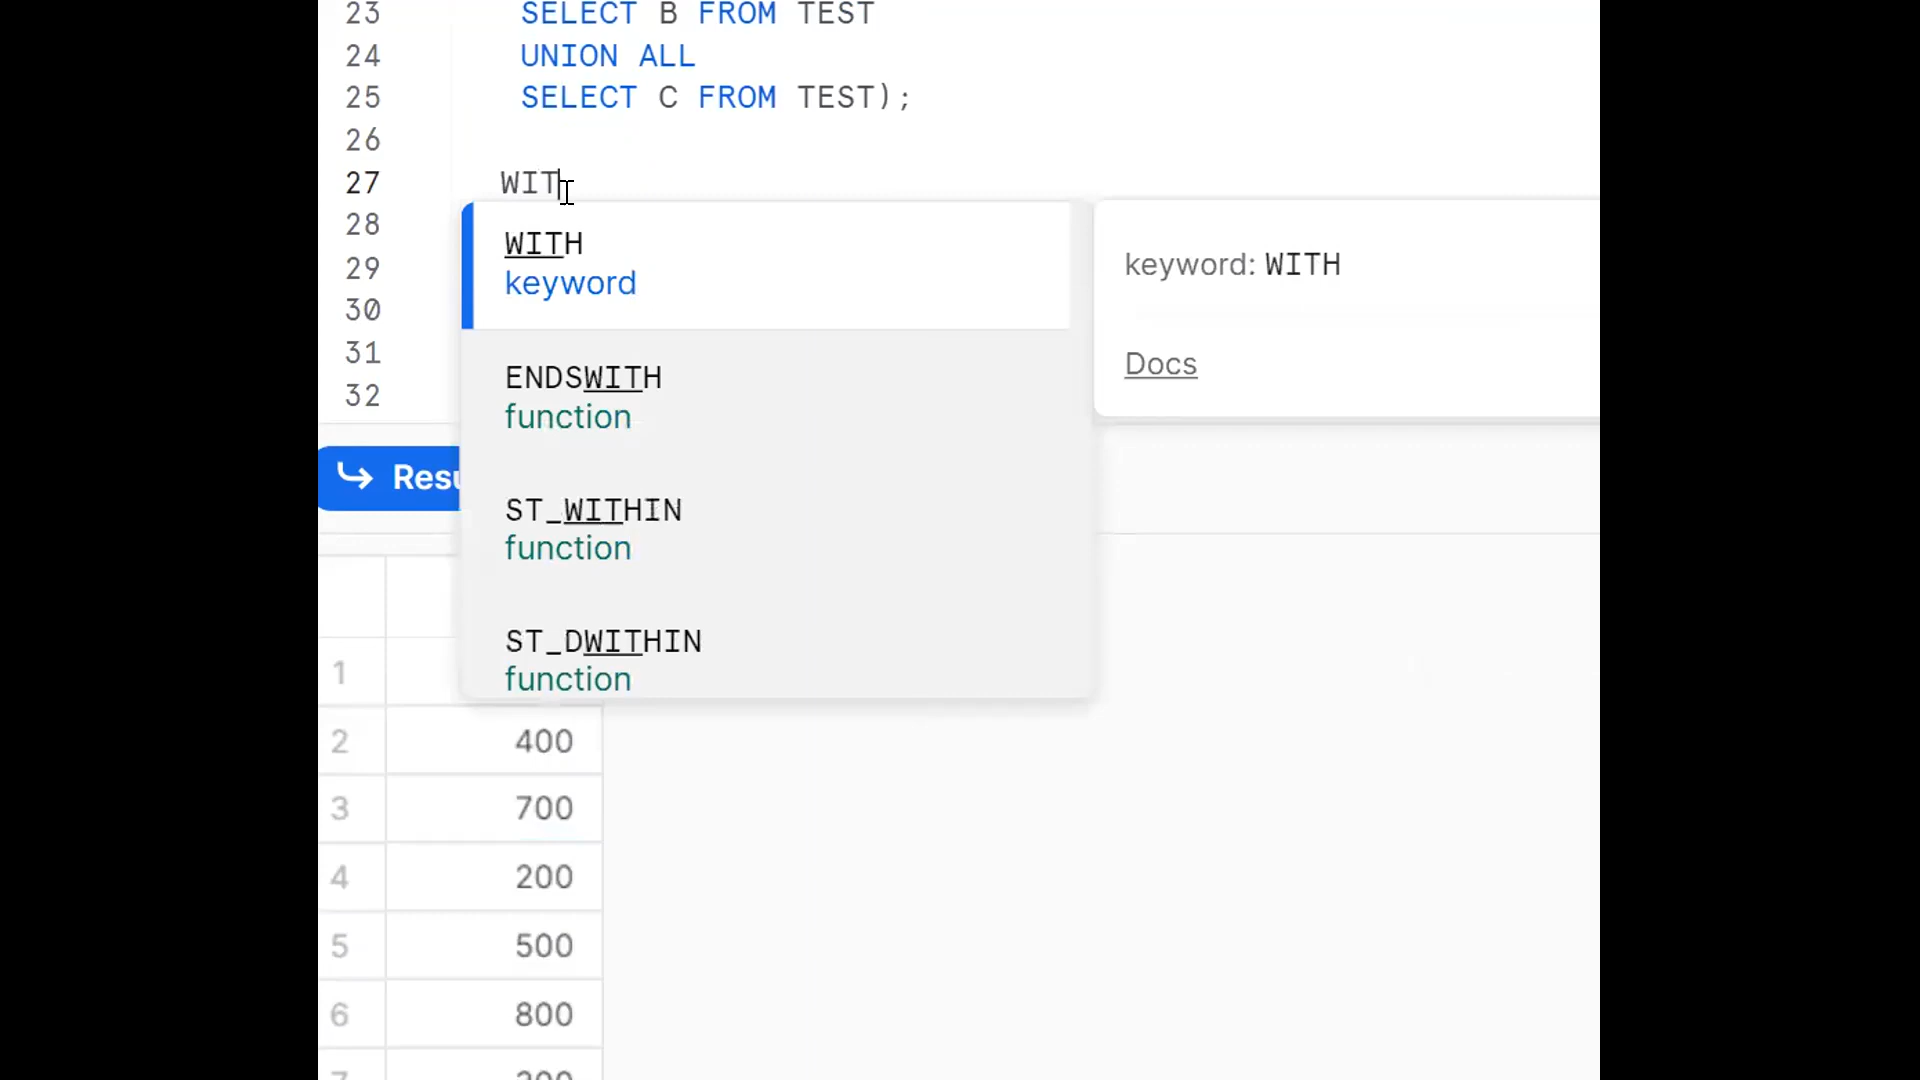 23 SELECT B FROM TEST
24 UNION ALL
25 SELECT C FROM TEST);
26
27 WIT
28
29
30
31
32
WITH
keyword
ENDSWITH
function
ST_WITHIN
function
ST_DWITHIN
function
keyword: WITH
Docs
Resu
1
2 400
3 700
4 200
5 500
6 800
7 300